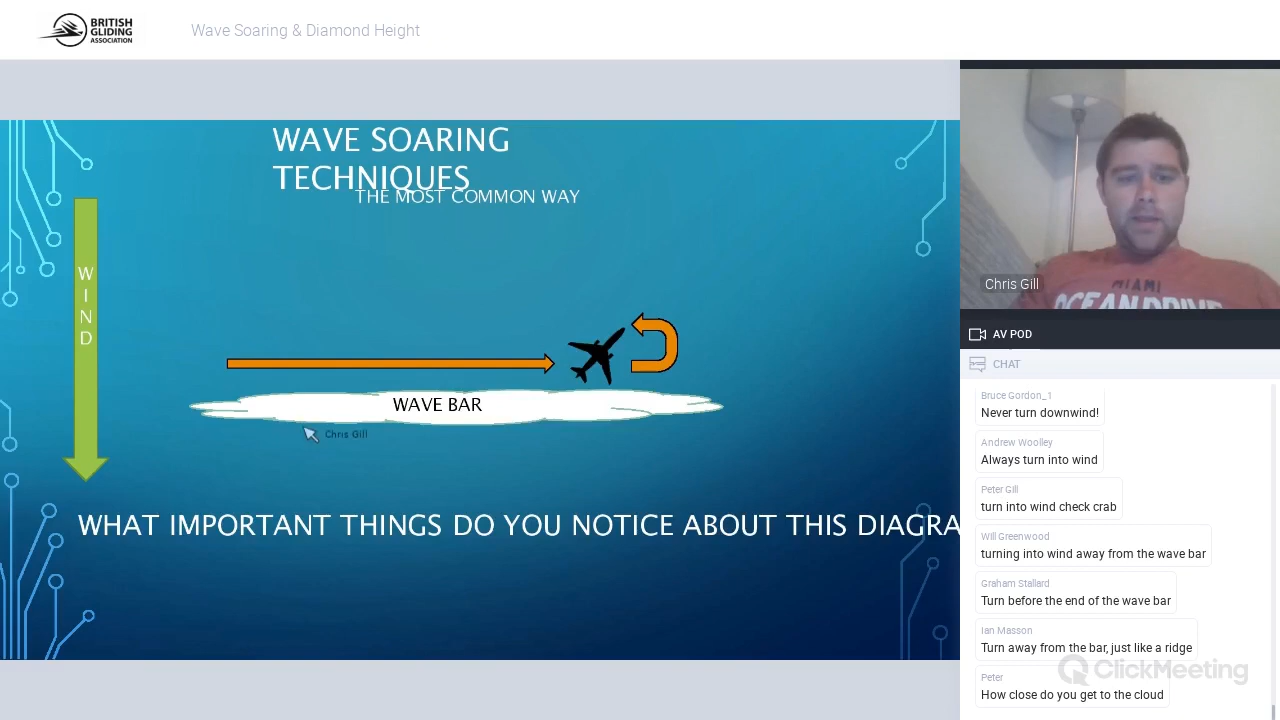 BRITISH
GLIDING
ASSOCIATION
Wave Soaring & Diamond Height
WAVE SOARING
TECHNIQUES
THE MOST COMMON WAY
W
I
N
D
WAVE BAR
Chris Gill
WHAT IMPORTANT THINGS DO YOU NOTICE ABOUT THIS DIAGRA
MIAMI
OCEAN DRIVE
Chris Gill
AV POD
CHAT
Bruce Gordon_1
Never turn downwind!
Andrew Woolley
Always turn into wind
Peter Gill
turn into wind check crab
Will Greenwood
turning into wind away from the wave bar
Graham Stallard
Turn before the end of the wave bar
Ian Masson
Turn away from the bar, just like a ridge
Peter
How close do you get to the cloud
ClickMeeting